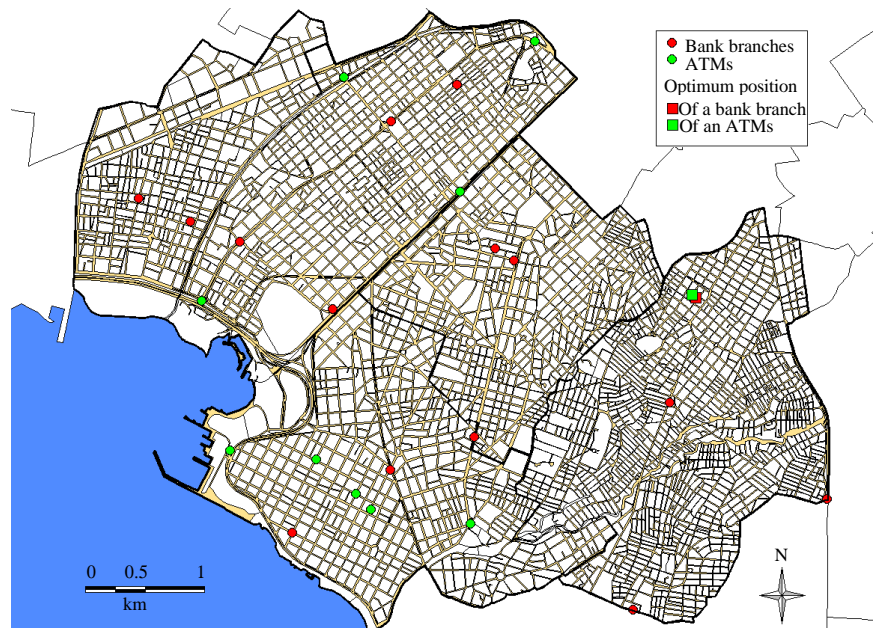 Bank branches
ATMs
Optimum position
Of a bank branch
Of an ATMs
N
0 0.5 1
km